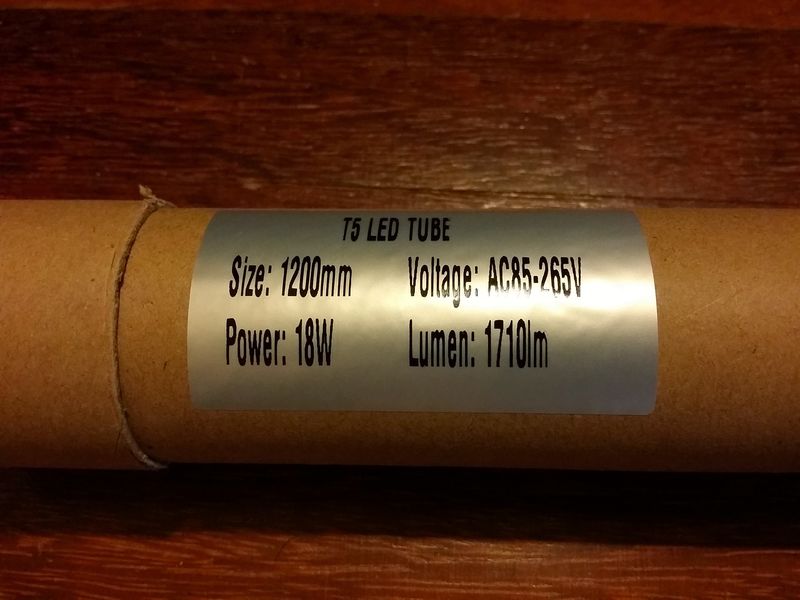 T5 LED TUBE
Size: 1200mm Voltage: AC85-265V
Power: 18W Lumen: 1710lm